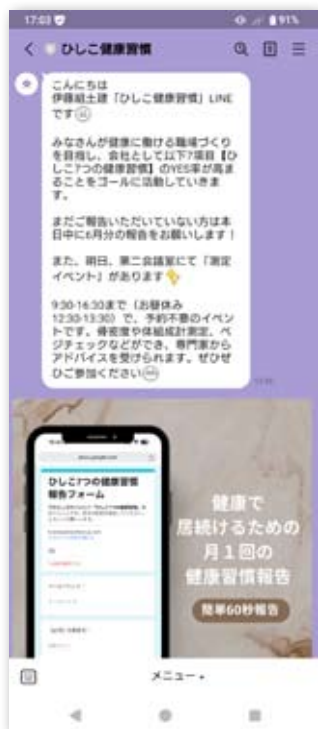 17:03
91%
ひしこ健康習慣
こんにちは
伊藤組土建「ひしこ健康習慣」LINE
です
みなさんが健康に働ける職場づくり
を目指し、会社として以下7項目【ひ
しこ7つの健康習慣】のYES率が高ま
ることをゴールに活動していきま
す。
まだご報告いただいていない方は本
日中に6月分の報告をお願いします！
また、明日、第二会議室にて『測定
イベント』があります
9:30-16:30まで（お昼休み
12:30-13:30）で、予約不要のイベン
トです。骨密度や体組成計測定、ベ
ジチェックなどができ、専門家から
アドバイスを受けられます。ぜひぜ
ひご参加ください
ひしこ7つの健康習慣
報告フォーム
健康で
居続けるための
月１回の
健康習慣報告
簡単60秒報告
メニュー